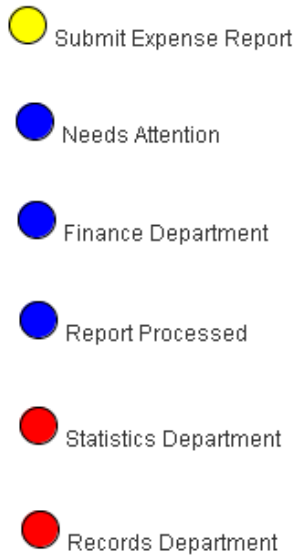 Submit Expense Report
Needs Attention
Finance Department
Report Processed
Statistics Department
Records Department